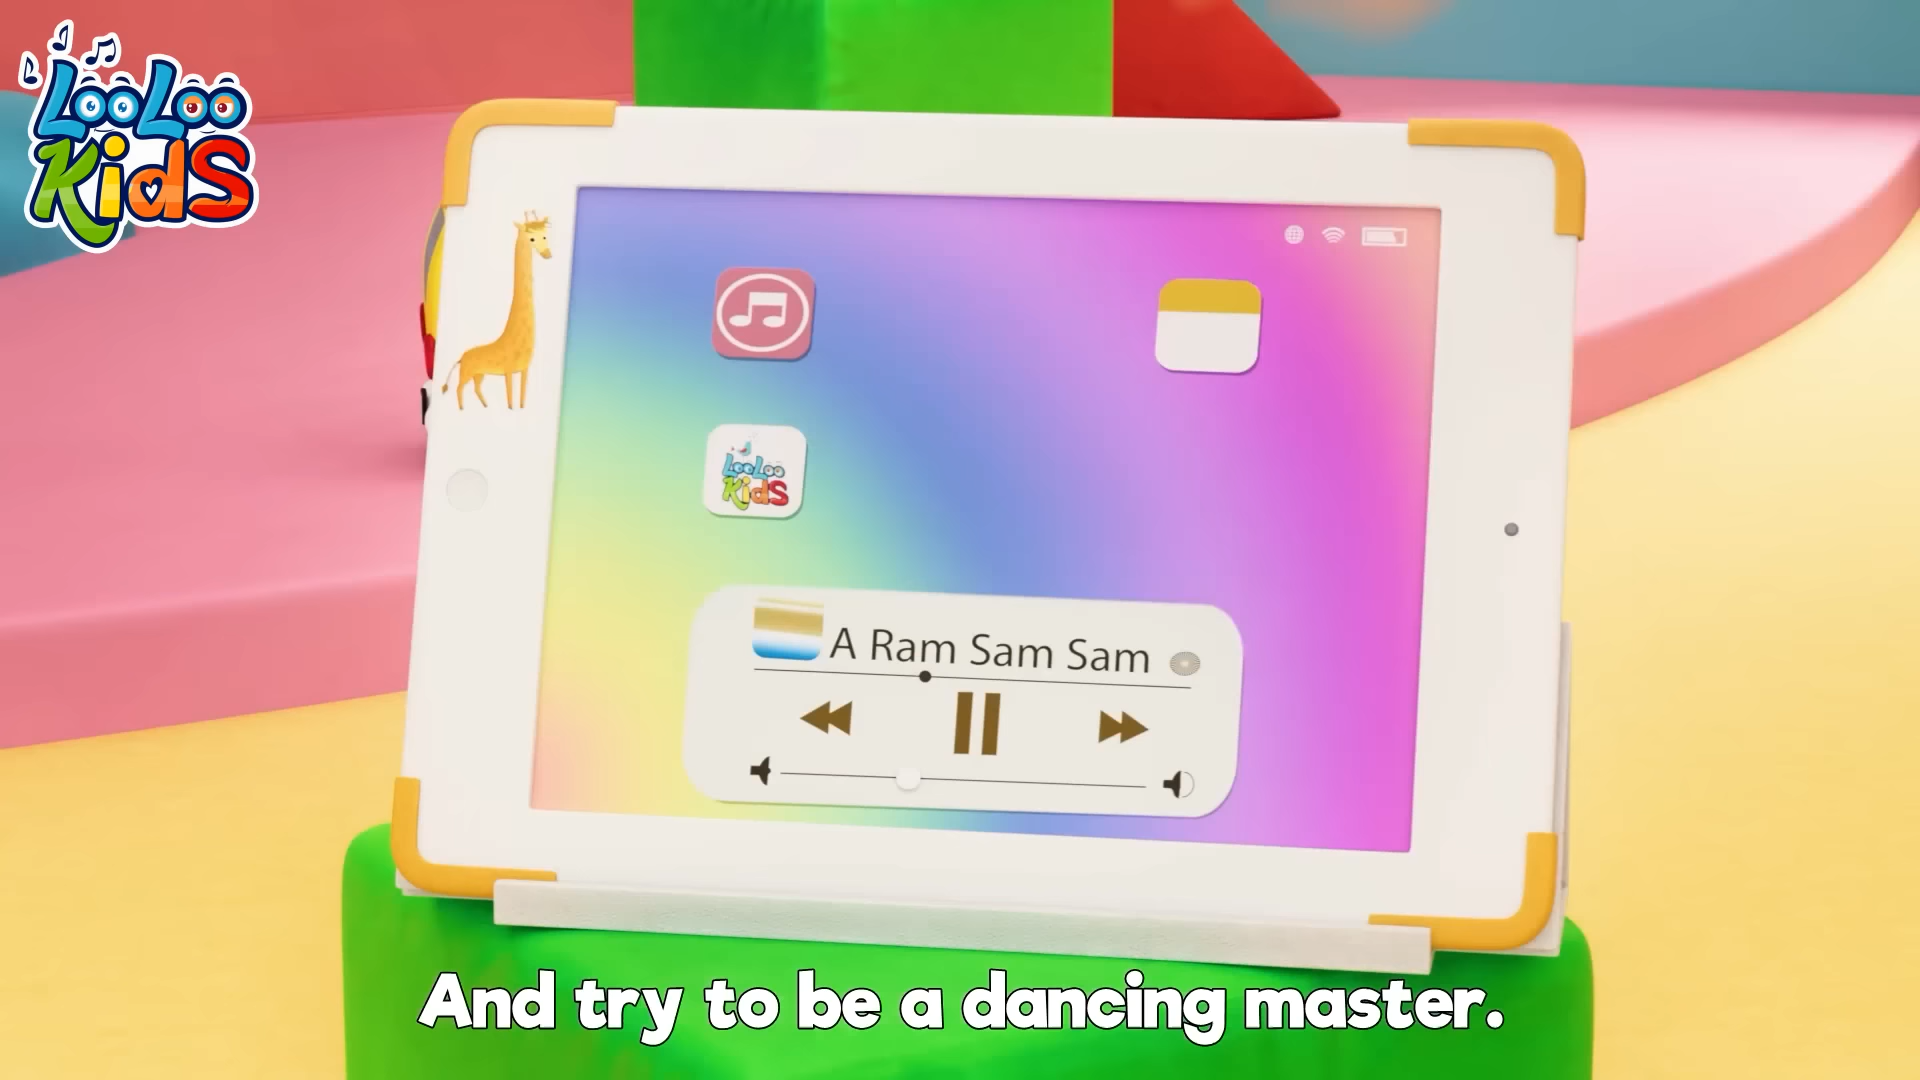 LooLoo
Kids
LooLoo
Kids
A Ram Sam Sam
And try to be a dancing master.